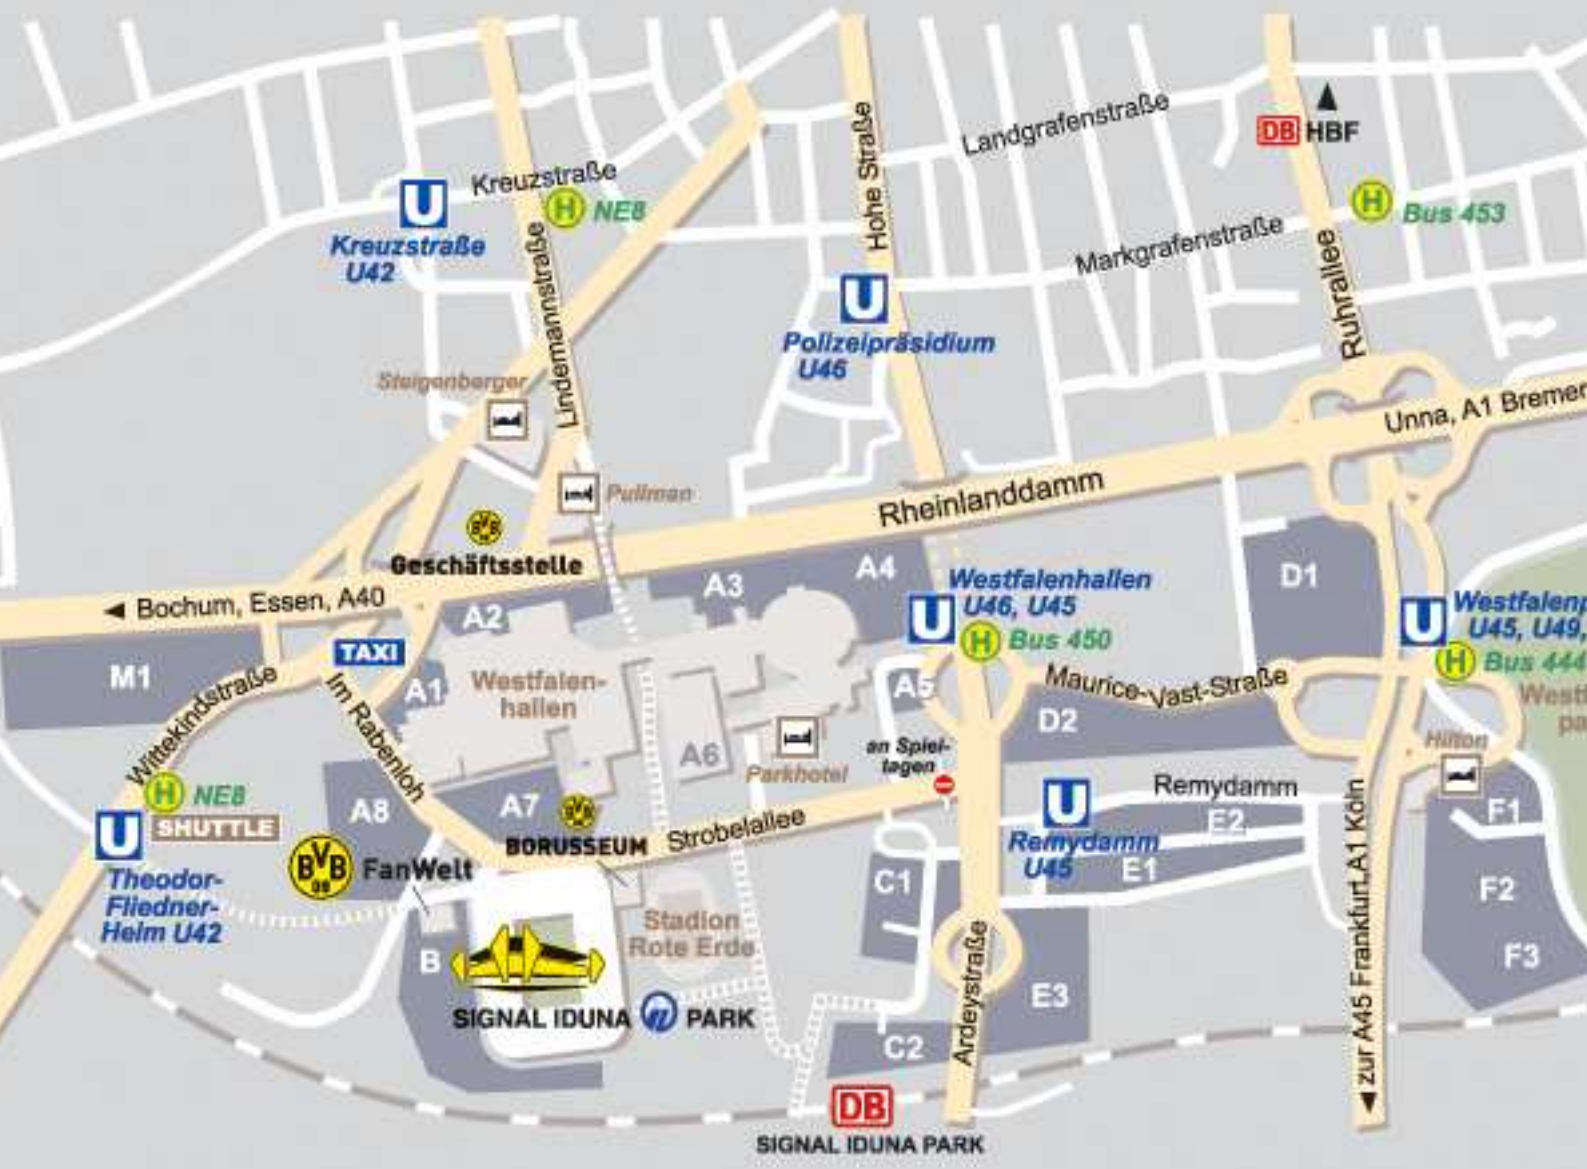 Landgrafenstraße
Hohe Straße
DB HBF
Kreuzstraße
U
H NE8
H Bus 453
Kreuzstraße
U42
Lindemannstraße
Markgrafenstraße
Ruhrallee
U
Polizeipräsidium
U46
Steigenberger
Unna, A1 Bremen
Pullman
Rheinlanddamm
BVB
Geschäftsstelle
Bochum, Essen, A40
A2
A3
A4
D1
Westfalenhallen
U46, U45
U
H Bus 450
U
U45, U49,
H Bus 444
TAXI
M1
Wittekindstraße
Im Rabenloh
A1
Westfalen-
hallen
A5
Maurice-Vast-Straße
D2
A6
Parkhotel
an Spiel-
tagen
Hilton
H NE8
SHUTTLE
U
Theodor-
Fliedner-
Heim U42
A8
A7
BVB
BORUSSEUM
Strobelallee
U
Remydamm
Remydamm
U45
E2
E1
F1
F2
F3
BVB 09 FanWelt
C1
Stadion
Rote Erde
B
SIGNAL IDUNA PARK
Ardeystraße
E3
C2
zur A45 Frankfurt,A1 Köln
DB
SIGNAL IDUNA PARK